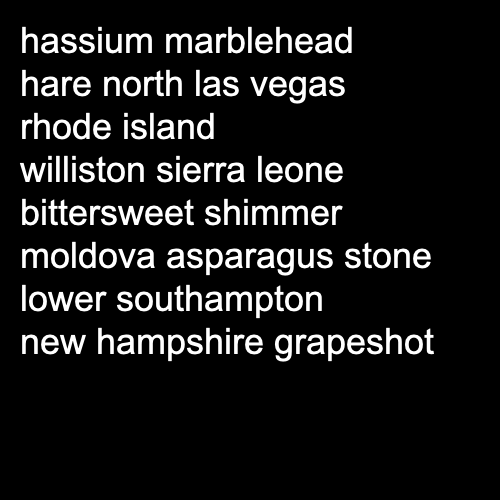 hassium marblehead
hare north las vegas
rhode island
williston sierra leone
bittersweet shimmer
moldova asparagus stone
lower southampton
new hampshire grapeshot